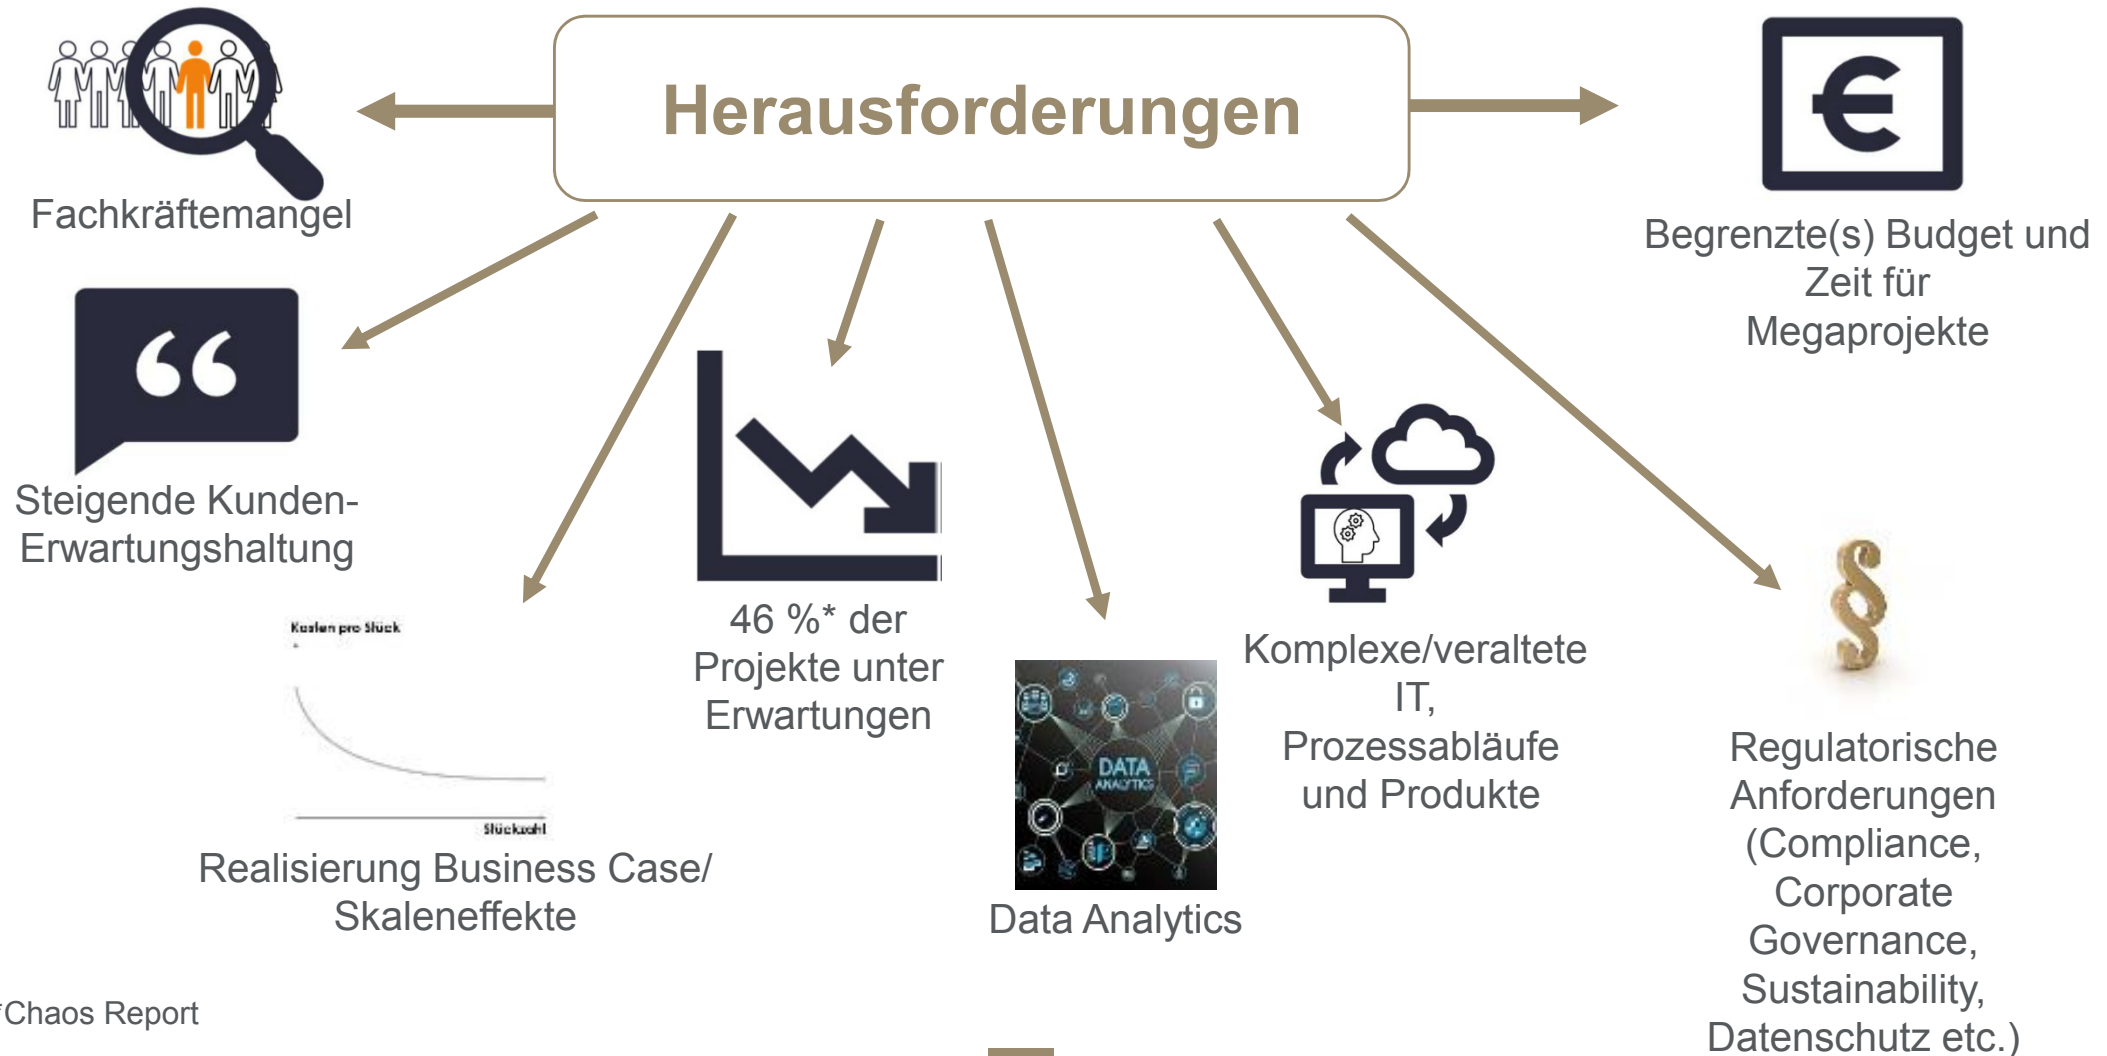 Herausforderungen
Fachkräftemangel
Begrenzte(s) Budget und
Zeit für
Megaprojekte
Steigende Kunden-
Erwartungshaltung
Kosten pro Stück
Stückzahl
Realisierung Business Case/
Skaleneffekte
46 %* der
Projekte unter
Erwartungen
DATA
ANALYTICS
Data Analytics
Komplexe/veraltete
IT,
Prozessabläufe
und Produkte
Regulatorische
Anforderungen
(Compliance,
Corporate
Governance,
Sustainability,
Datenschutz etc.)
*Chaos Report